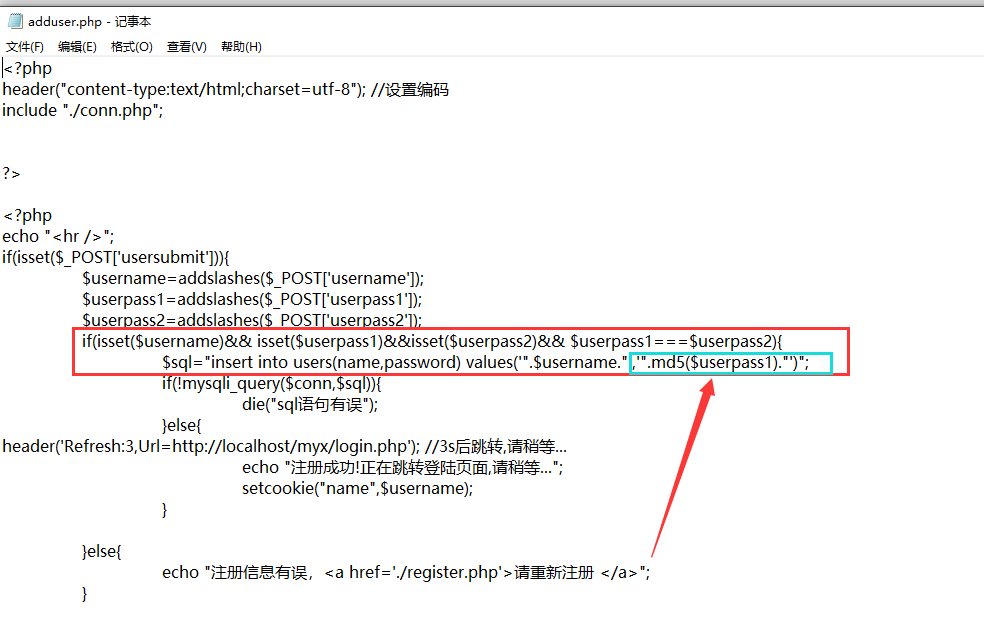 adduser.php - 记事本
文件(F) 编辑(E) 格式(O) 查看(V) 帮助(H)
<?php
header("content-type:text/html;charset=utf-8"); //设置编码
include "./conn.php";
?>
<?php
echo "<hr />";
if(isset($_POST['usersubmit'])){
$username=addslashes($_POST['username']);
$userpass1=addslashes($_POST['userpass1']);
$userpass2=addslashes($_POST['userpass2']);
if(isset($username)&& isset($userpass1)&&isset($userpass2)&& $userpass1===$userpass2){
$sql="insert into users(name,password) values('".$username."','".md5($userpass1)."')";
if(!mysqli_query($conn,$sql)){
die("sql语句有误");
}else{
header('Refresh:3,Url=http://localhost/myx/login.php'); //3s后跳转,请稍等...
echo "注册成功!正在跳转登陆页面,请稍等...";
setcookie("name",$username);
}
}else{
echo "注册信息有误，<a href='./register.php'>请重新注册 </a>";
}